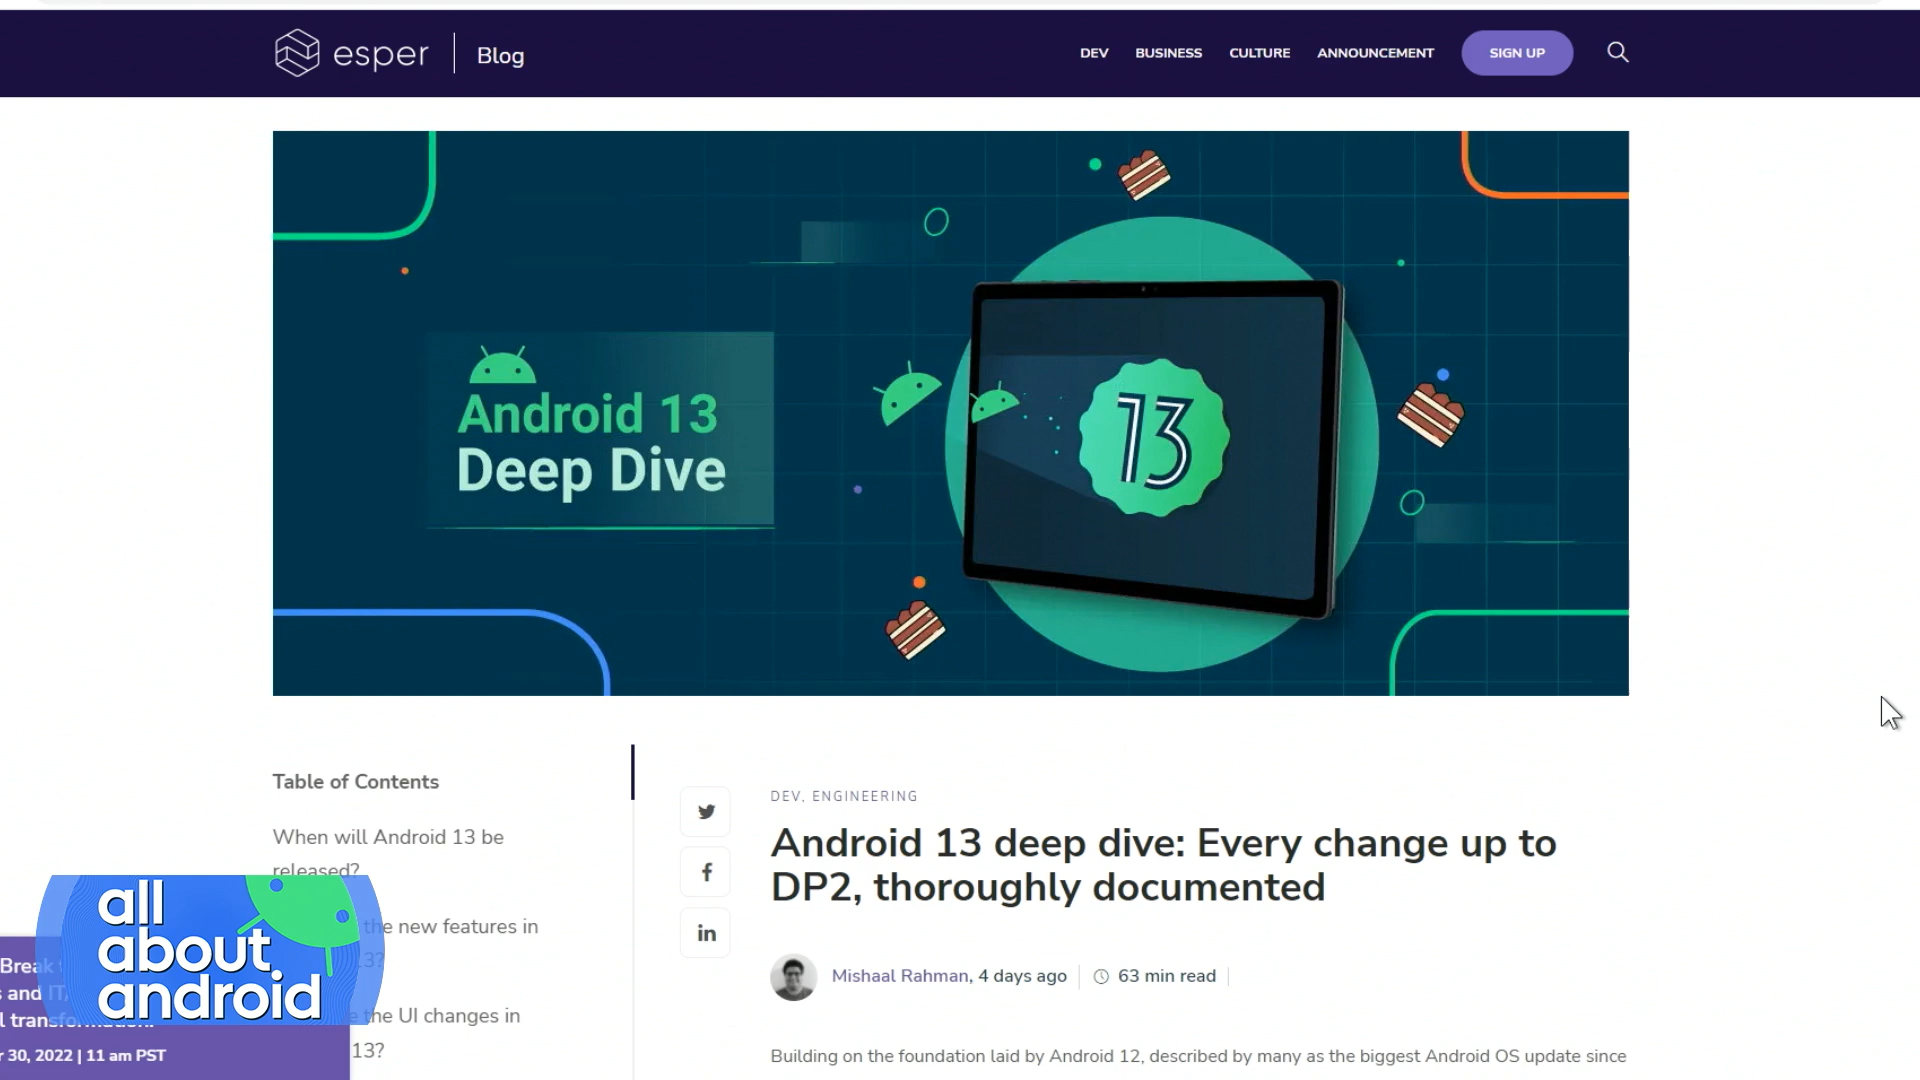 esper
Blog
DEV
BUSINESS
CULTURE
ANNOUNCEMENT
SIGN UP
Android 13
Deep Dive
13
Table of Contents
When will Android 13 be
released?
the new features in
13?
the UI changes in
13?
DEV, ENGINEERING
Android 13 deep dive: Every change up to
DP2, thoroughly documented
Mishaal Rahman, 4 days ago
63 min read
Building on the foundation laid by Android 12, described by many as the biggest Android OS update since
all
about
android
Break
and IT
30, 2022 | 11 am PST